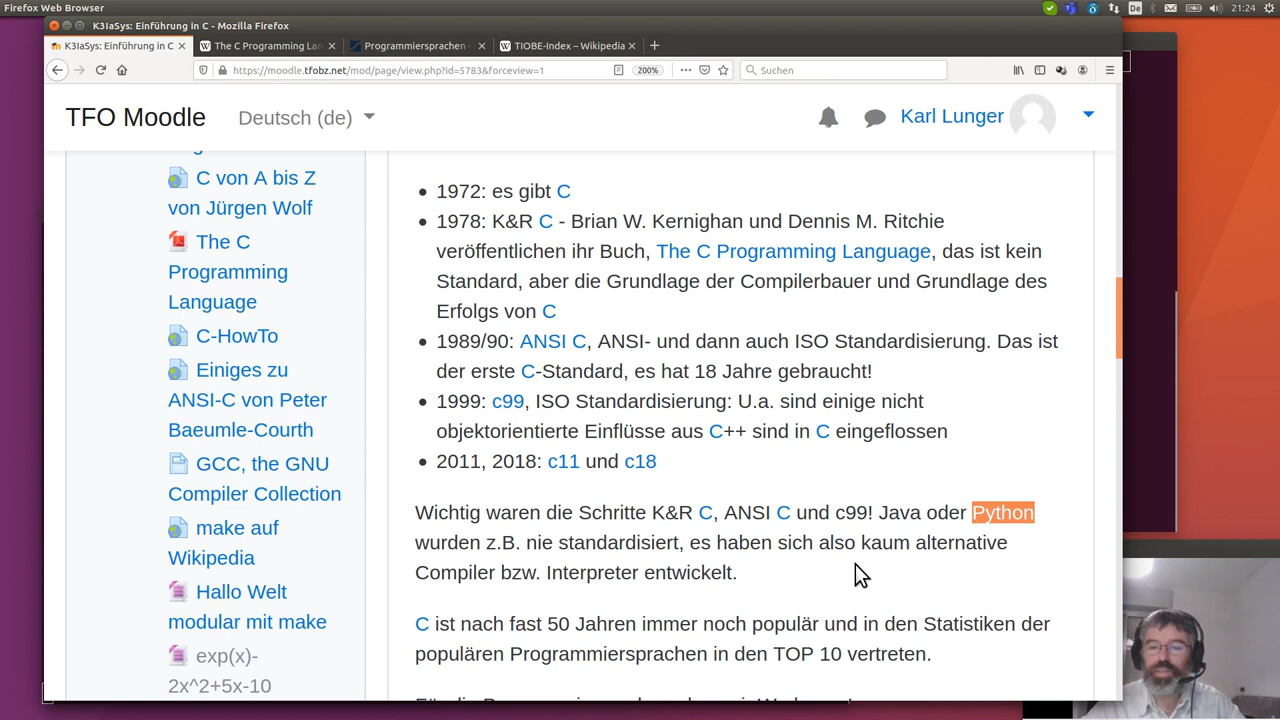 Firefox Web Browser
De
21:24
K3IaSys: Einführung in C - Mozilla Firefox
K3IaSys: Einführung in C
The C Programming Lan
Programmiersprachen
TIOBE-Index – Wikipedia
https://moodle.tfobz.net/mod/page/view.php?id=5783&forceview=1
200%
Suchen
TFO Moodle
Deutsch (de)
Karl Lunger
C von A bis Z
von Jürgen Wolf
The C
Programming
Language
C-HowTo
Einiges zu
ANSI-C von Peter
Baeumle-Courth
GCC, the GNU
Compiler Collection
make auf
Wikipedia
Hallo Welt
modular mit make
exp(x)-
2x^2+5x-10
1972: es gibt C
1978: K&R C - Brian W. Kernighan und Dennis M. Ritchie
veröffentlichen ihr Buch, The C Programming Language, das ist kein
Standard, aber die Grundlage der Compilerbauer und Grundlage des
Erfolgs von C
1989/90: ANSI C, ANSI- und dann auch ISO Standardisierung. Das ist
der erste C-Standard, es hat 18 Jahre gebraucht!
1999: c99, ISO Standardisierung: U.a. sind einige nicht
objektorientierte Einflüsse aus C++ sind in C eingeflossen
2011, 2018: c11 und c18
Wichtig waren die Schritte K&R C, ANSI C und c99! Java oder Python
wurden z.B. nie standardisiert, es haben sich also kaum alternative
Compiler bzw. Interpreter entwickelt.
C ist nach fast 50 Jahren immer noch populär und in den Statistiken der
populären Programmiersprachen in den TOP 10 vertreten.